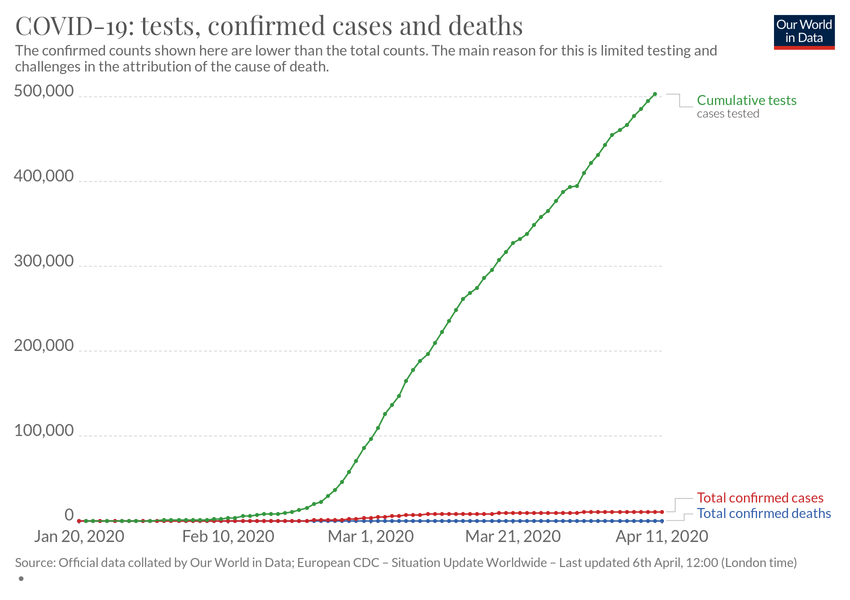 COVID-19: tests, confirmed cases and deaths
Our World
in Data
The confirmed counts shown here are lower than the total counts. The main reason for this is limited testing and
challenges in the attribution of the cause of death.
500,000
Cumulative tests
cases tested
400,000
300,000
200,000
100,000
Total confirmed cases
Total confirmed deaths
0
Jan 20, 2020
Feb 10, 2020
Mar 1, 2020
Mar 21, 2020
Apr 11, 2020
Source: Official data collated by Our World in Data; European CDC – Situation Update Worldwide – Last updated 6th April, 12:00 (London time)
•